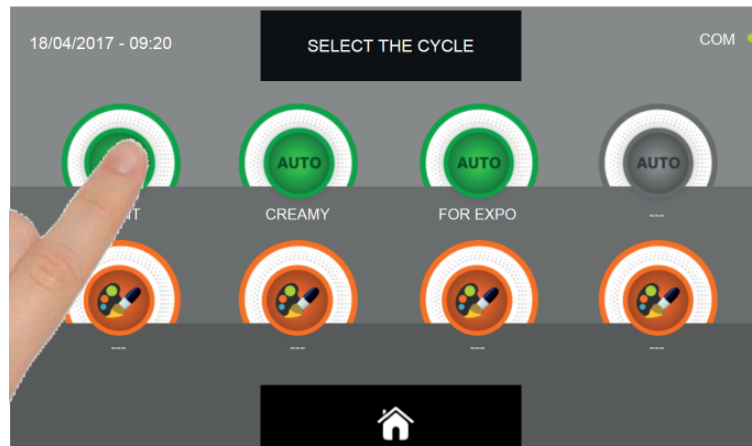 18/04/2017 - 09:20
SELECT THE CYCLE
COM
AUTO
AUTO
AUTO
CREAMY
FOR EXPO
---
---
---
---
---